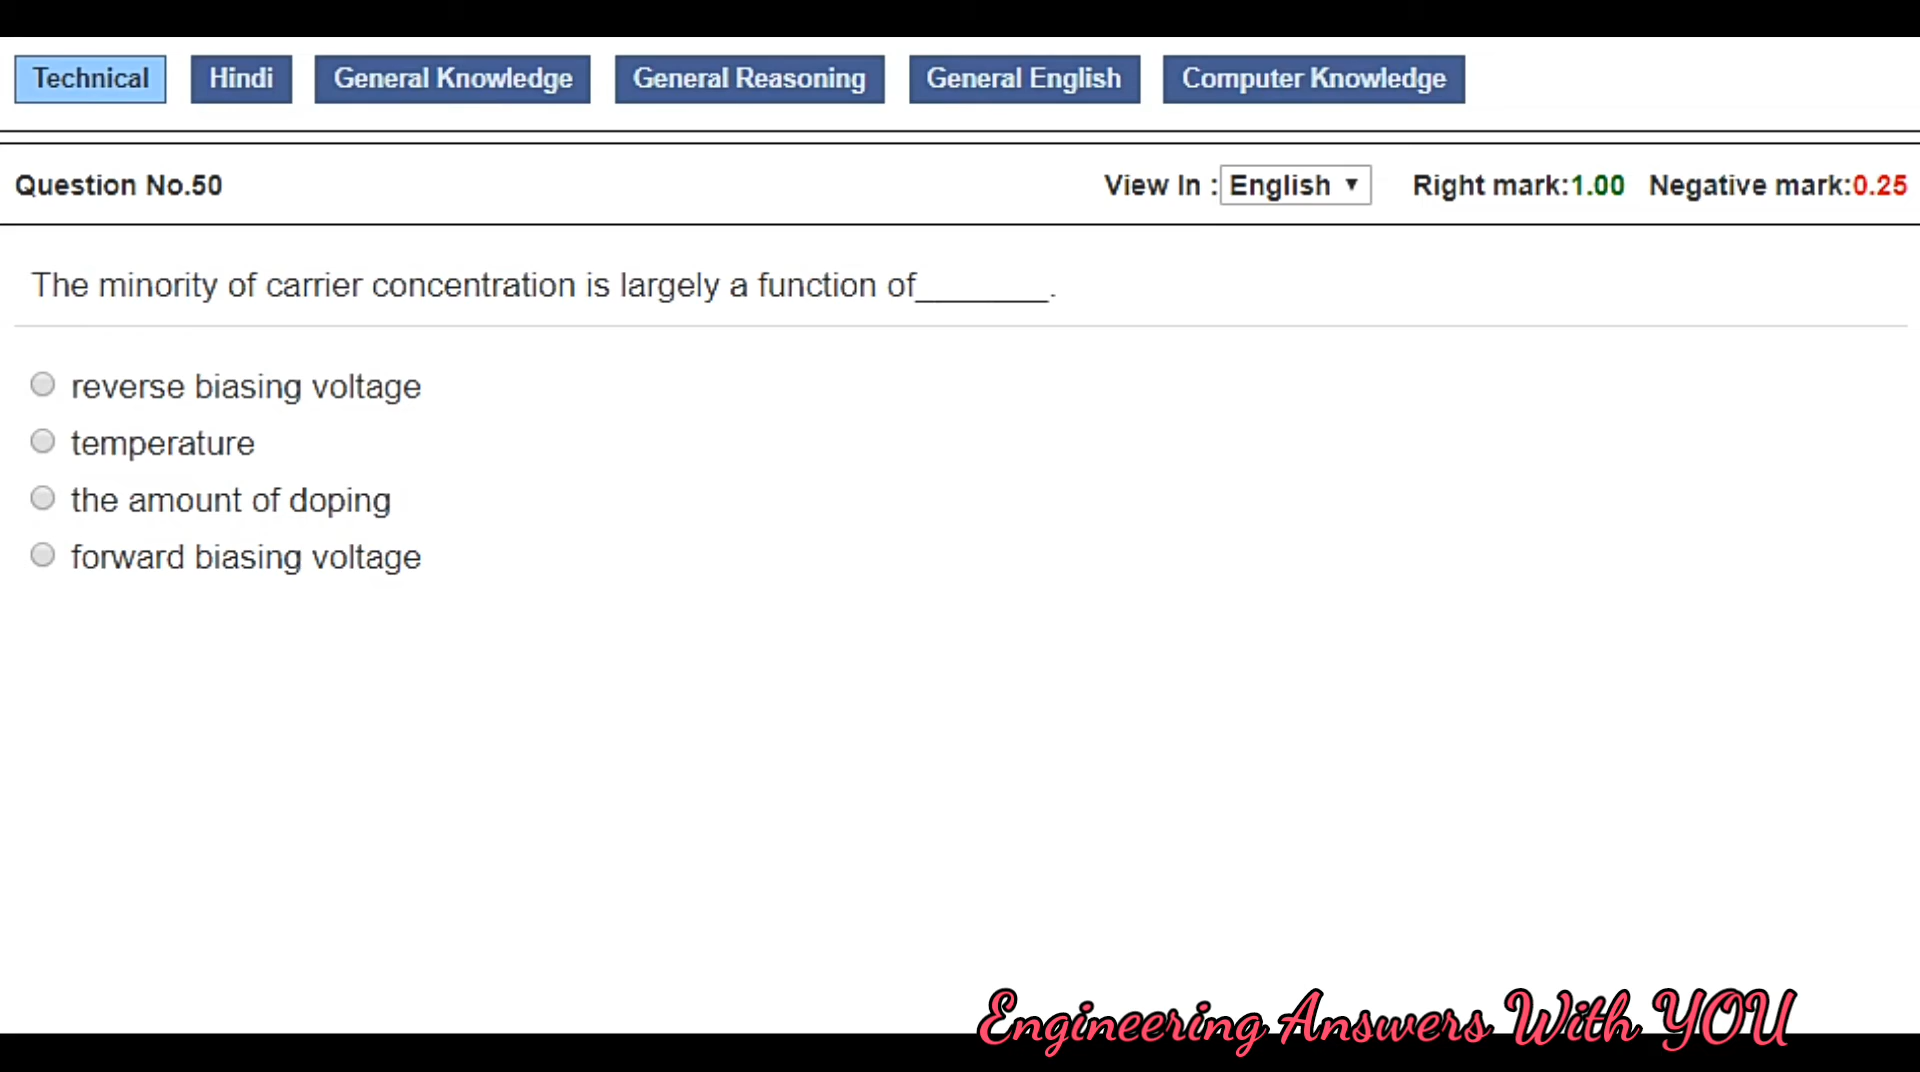 Technical Hindi General Knowledge General Reasoning General English Computer Knowledge
Question No.50 View In : English ▼ Right mark:1.00 Negative mark:0.25
The minority of carrier concentration is largely a function of_______.
reverse biasing voltage
temperature
the amount of doping
forward biasing voltage
Engineering Answers With YOU